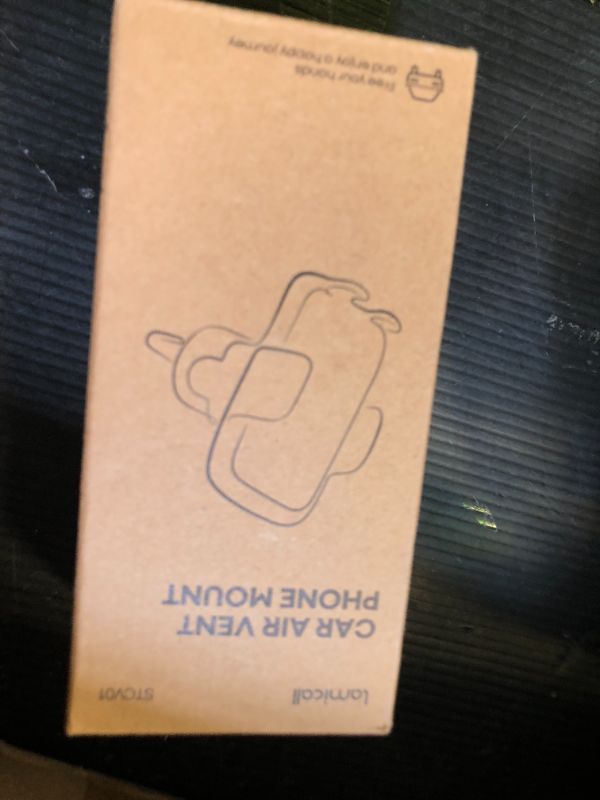 lamicall STCV01
CAR AIR VENT
PHONE MOUNT
Free your hands
and enjoy a happy journey